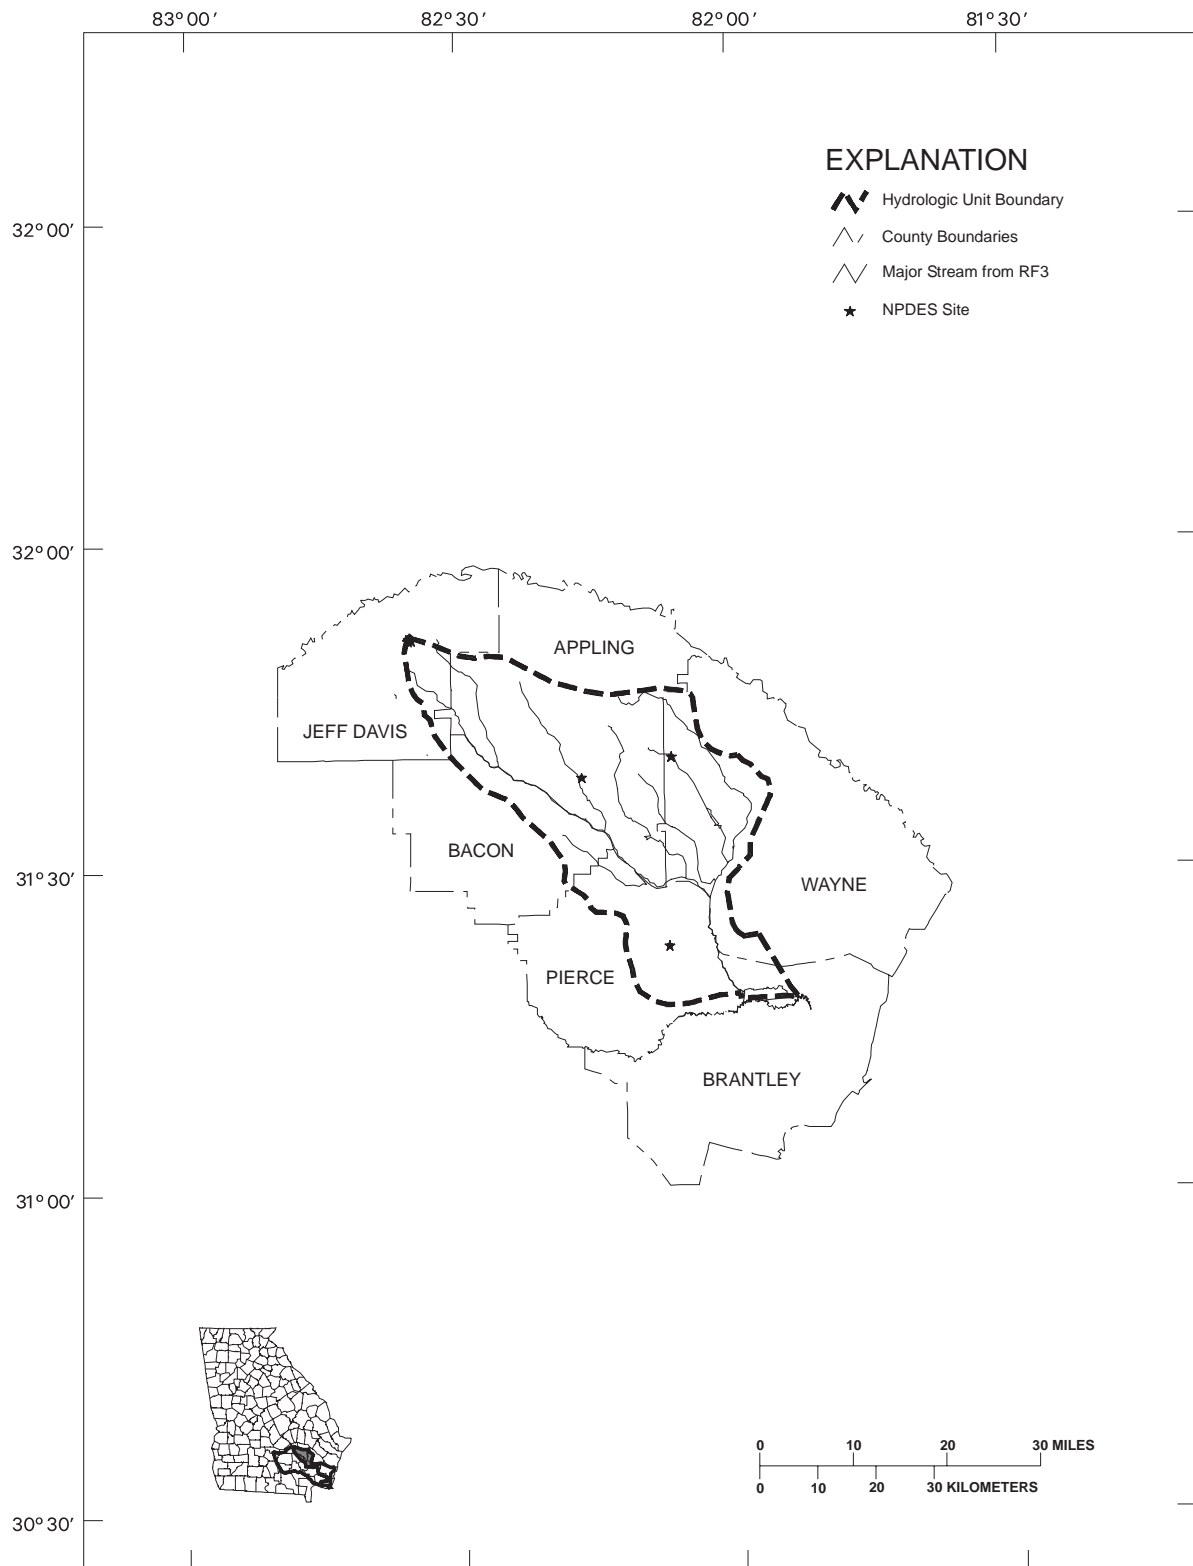 83°00′ 82°30′ 82°00′ 81°30′
EXPLANATION
Hydrologic Unit Boundary
County Boundaries
Major Stream from RF3
NPDES Site
32°00′
32°00′
APPLING
JEFF DAVIS
BACON
31°30′
WAYNE
PIERCE
BRANTLEY
31°00′
0 10 20 30 MILES
0 10 20 30 KILOMETERS
30°30′